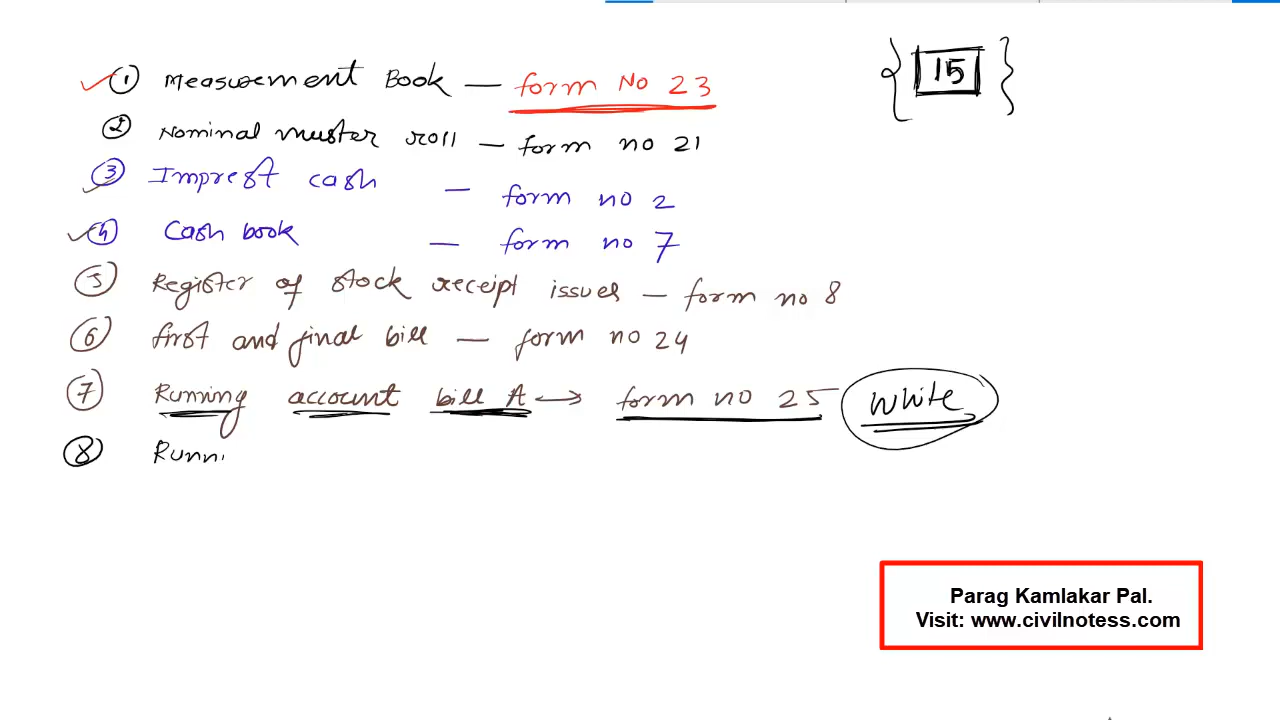 ① Measurement Book — form No 23
② Nominal muster roll — form no 21
③ Imprest cash — form no 2
④ Cash book — form no 7
⑤ Register of stock receipt issues — form no 8
⑥ first and final bill — form no 24
⑦ Running account bill A → form no 25 White
⑧ Runni
{ 15 }
Parag Kamlakar Pal.
Visit: www.civilnotess.com